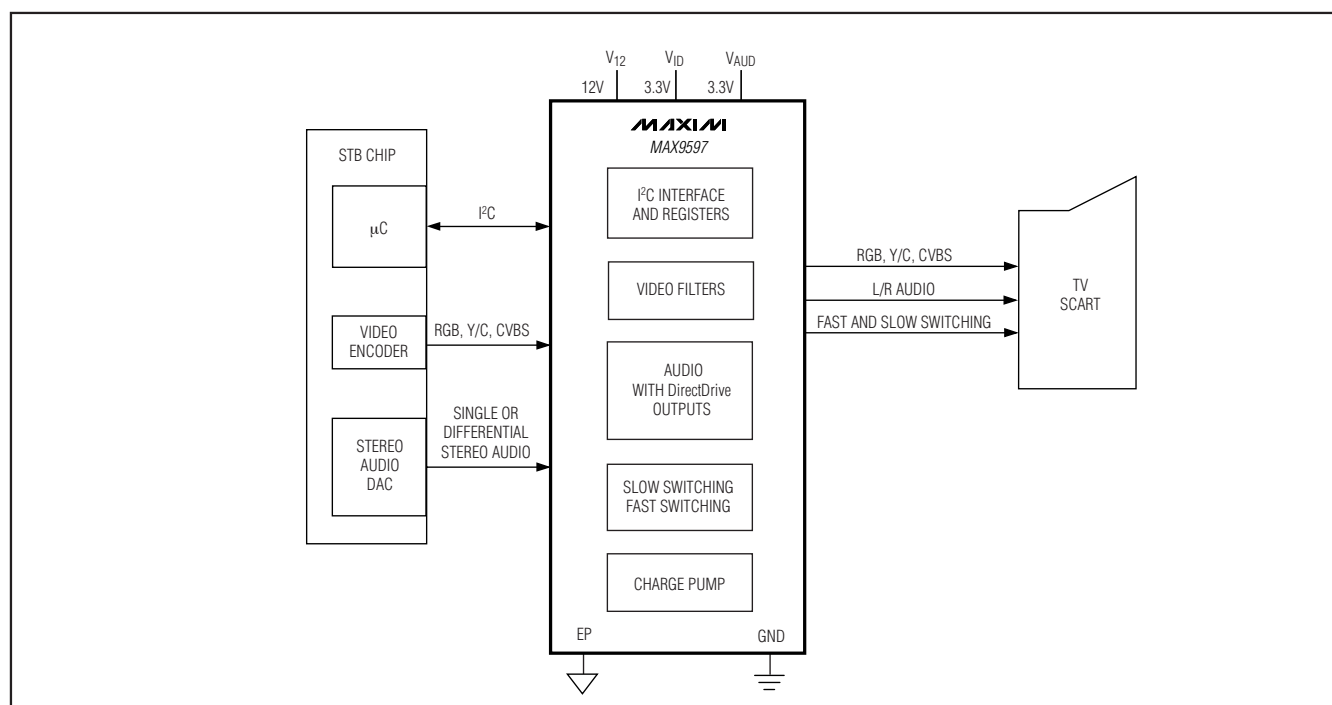 V12 VID VAUD
12V 3.3V 3.3V
MAXIM
MAX9597
STB CHIP
μC
I²C
I²C INTERFACE
AND REGISTERS
VIDEO FILTERS
VIDEO
ENCODER
RGB, Y/C, CVBS
AUDIO
WITH DirectDrive
OUTPUTS
STEREO
AUDIO
DAC
SINGLE OR
DIFFERENTIAL
STEREO AUDIO
SLOW SWITCHING
FAST SWITCHING
CHARGE PUMP
EP GND
RGB, Y/C, CVBS
L/R AUDIO
FAST AND SLOW SWITCHING
TV
SCART